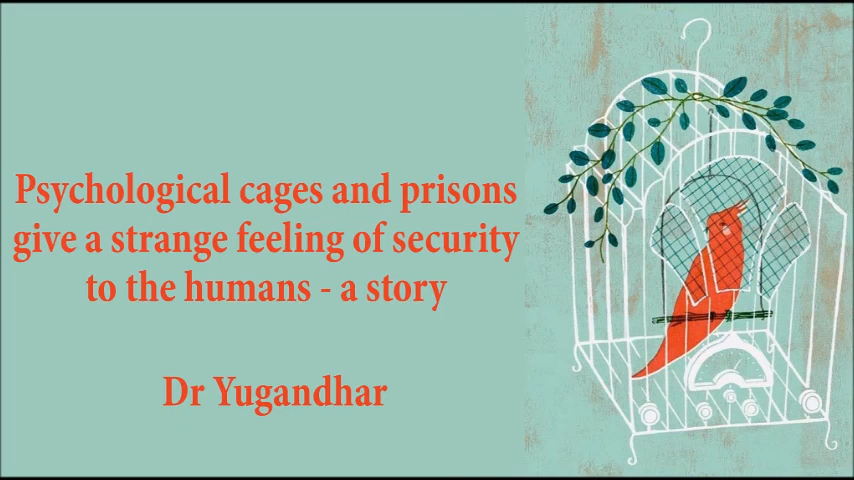 Psychological cages and prisons
give a strange feeling of security
to the humans - a story
Dr Yugandhar